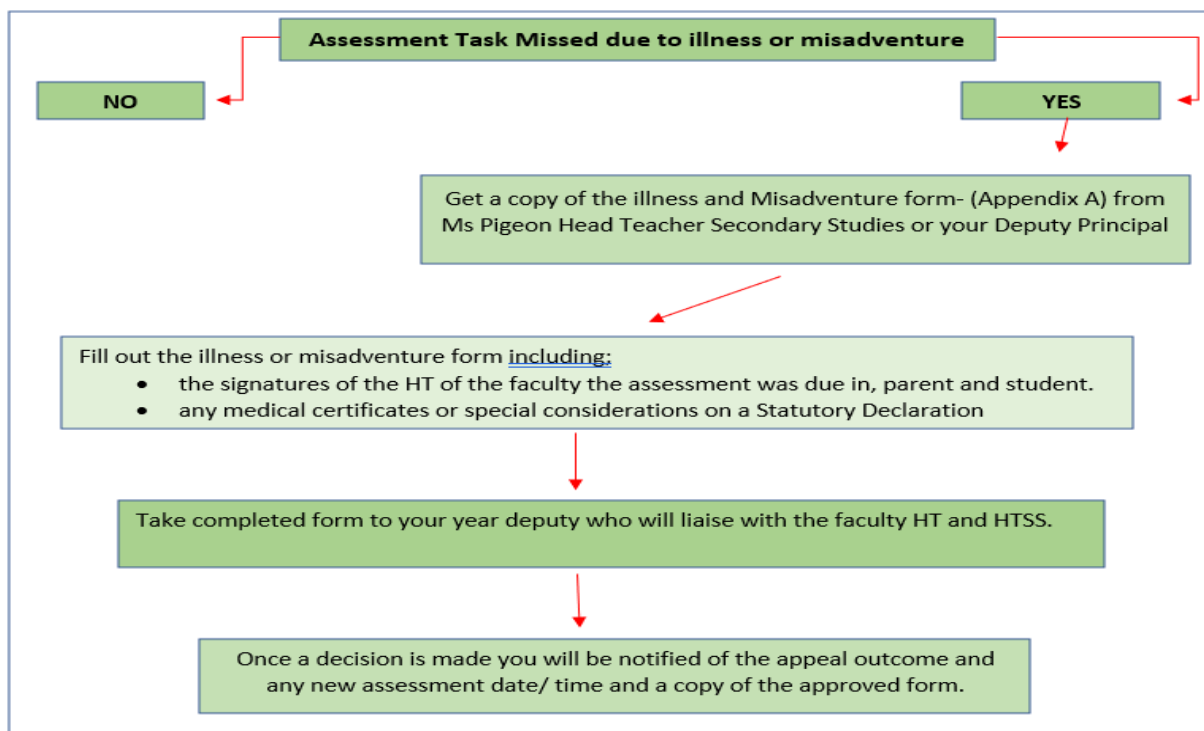 Assessment Task Missed due to illness or misadventure
NO
YES
Get a copy of the illness and Misadventure form- (Appendix A) from
Ms Pigeon Head Teacher Secondary Studies or your Deputy Principal
Fill out the illness or misadventure form including;
• the signatures of the HT of the faculty the assessment was due in, parent and student.
• any medical certificates or special considerations on a Statutory Declaration
Take completed form to your year deputy who will liaise with the faculty HT and HTSS.
Once a decision is made you will be notified of the appeal outcome and
any new assessment date/ time and a copy of the approved form.